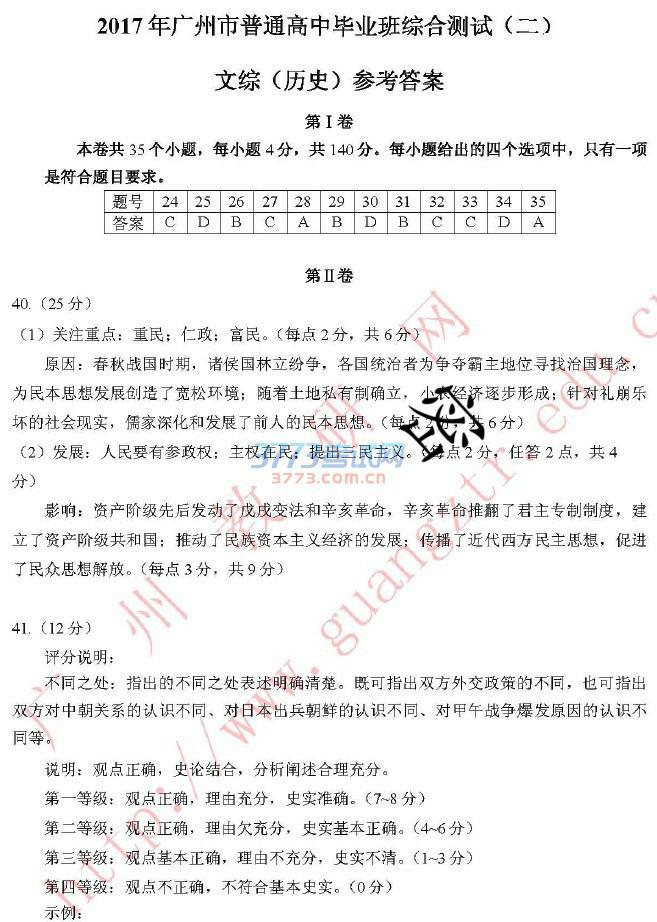 2017年广州市普通高中毕业班综合测试（二）
文综（历史）参考答案
第Ⅰ卷
本卷共35个小题，每小题4分，共140分。每小题给出的四个选项中，只有一项
是符合题目要求。
题号 24 25 26 27 28 29 30 31 32 33 34 35
答案 C D B C A B D B C C D A
第Ⅱ卷
40.（25分）
（1）关注重点：重民；仁政；富民。（每点2分，共6分）
原因：春秋战国时期，诸侯国林立纷争，各国统治者为争夺霸主地位寻找治国理念，
为民本思想发展创造了宽松环境；随着土地私有制确立，小农经济逐步形成；针对礼崩乐
坏的社会现实，儒家深化和发展了前人的民本思想。（每点2分，共6分）
（2）发展：人民要有参政权；主权在民；提出三民主义。（每点2分，任答2点，共4
分）
影响：资产阶级先后发动了戊戌变法和辛亥革命，辛亥革命推翻了君主专制制度，建
立了资产阶级共和国；推动了民族资本主义经济的发展；传播了近代西方民主思想，促进
了民众思想解放。（每点3分，共9分）
41.（12分）
评分说明：
不同之处：指出的不同之处表述明确清楚。既可指出双方外交政策的不同，也可指出
双方对中朝关系的认识不同、对日本出兵朝鲜的认识不同、对甲午战争爆发原因的认识不
同等。
说明：观点正确，史论结合，分析阐述合理充分。
第一等级：观点正确，理由充分，史实准确。（7~8分）
第二等级：观点正确，理由欠充分，史实基本正确。（4~6分）
第三等级：观点基本正确，理由不充分，史实不清。（1~3分）
第四等级：观点不正确，不符合基本史实。（0分）
示例：
3773考试网
3773.com.cn
广州教研网
http://www.guangztr.edu.c